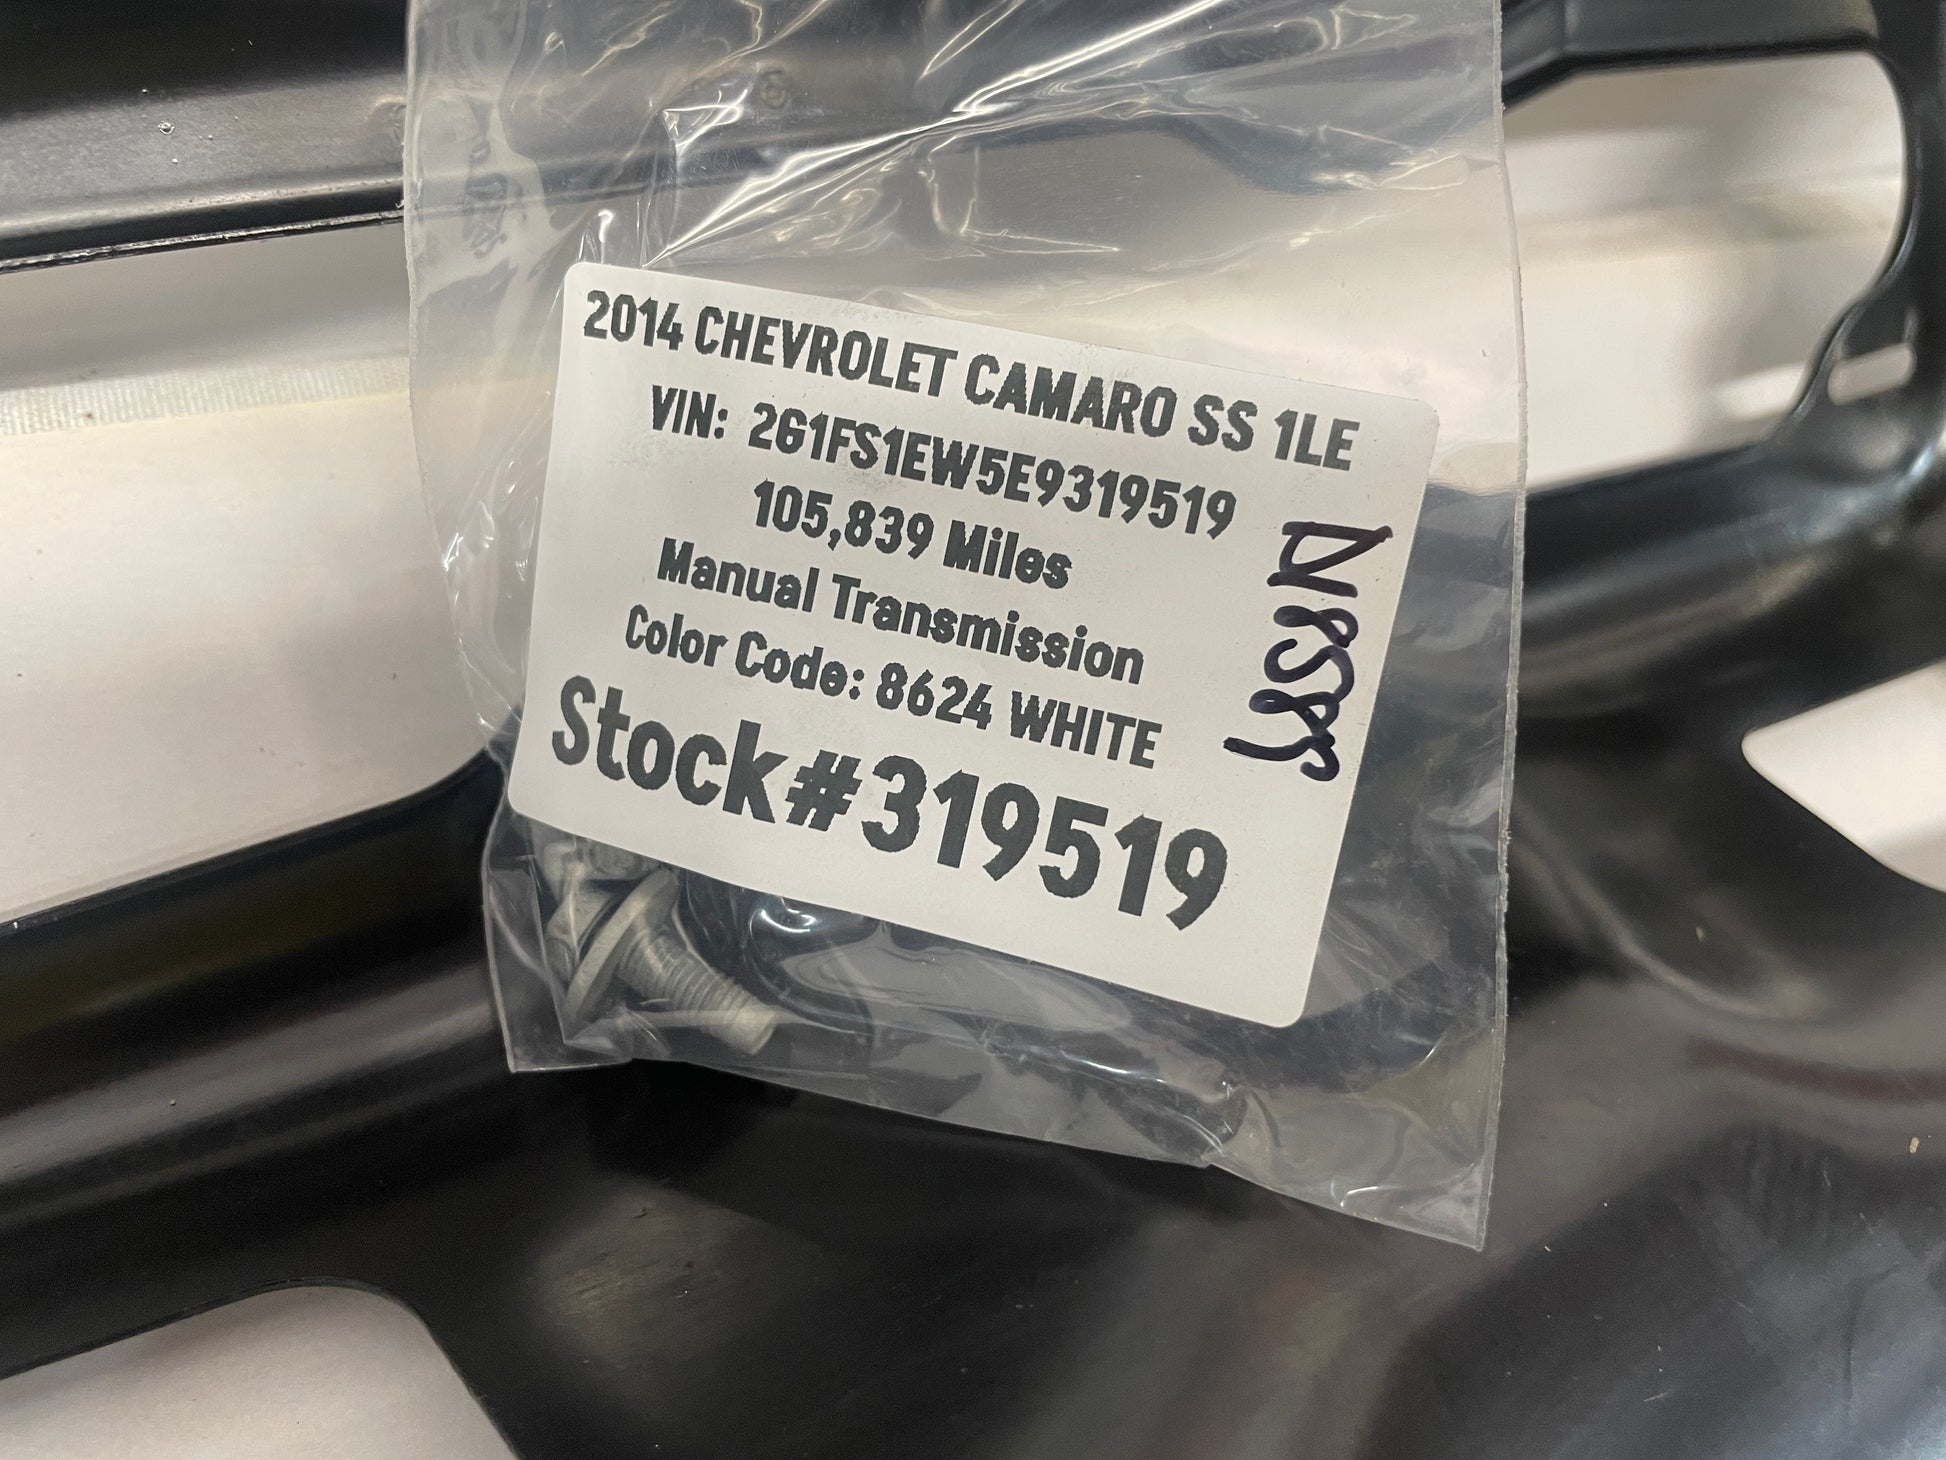 2014 CHEVROLET CAMARO SS 1LE
VIN: 2G1FS1EW5E9319519
105,839 Miles
Manual Transmission
Color Code: 8624 WHITE
Stock#319519